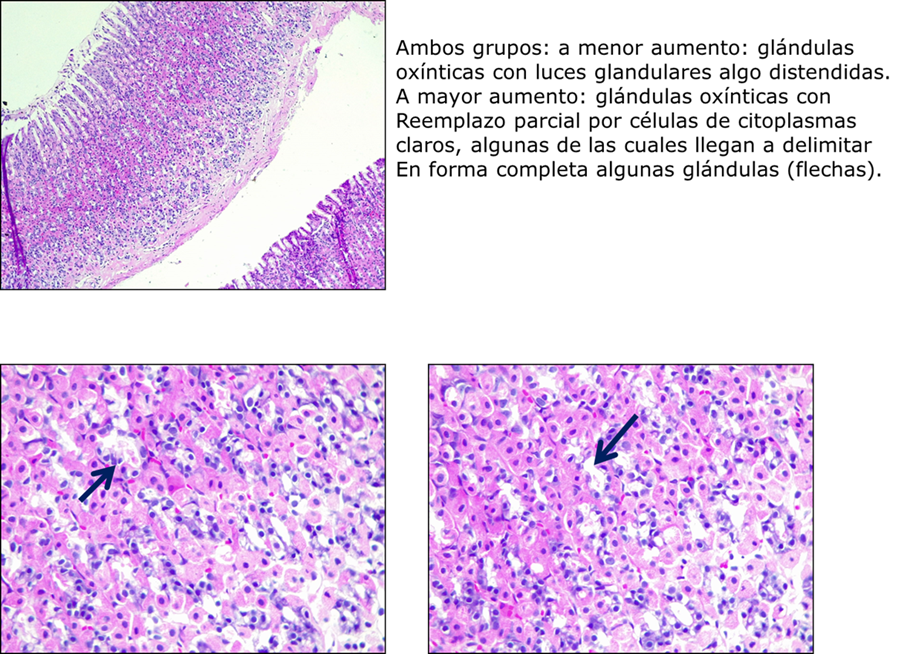 Ambos grupos: a menor aumento: glándulas
oxínticas con luces glandulares algo distendidas.
A mayor aumento: glándulas oxínticas con
Reemplazo parcial por células de citoplasmas
claros, algunas de las cuales llegan a delimitar
En forma completa algunas glándulas (flechas).